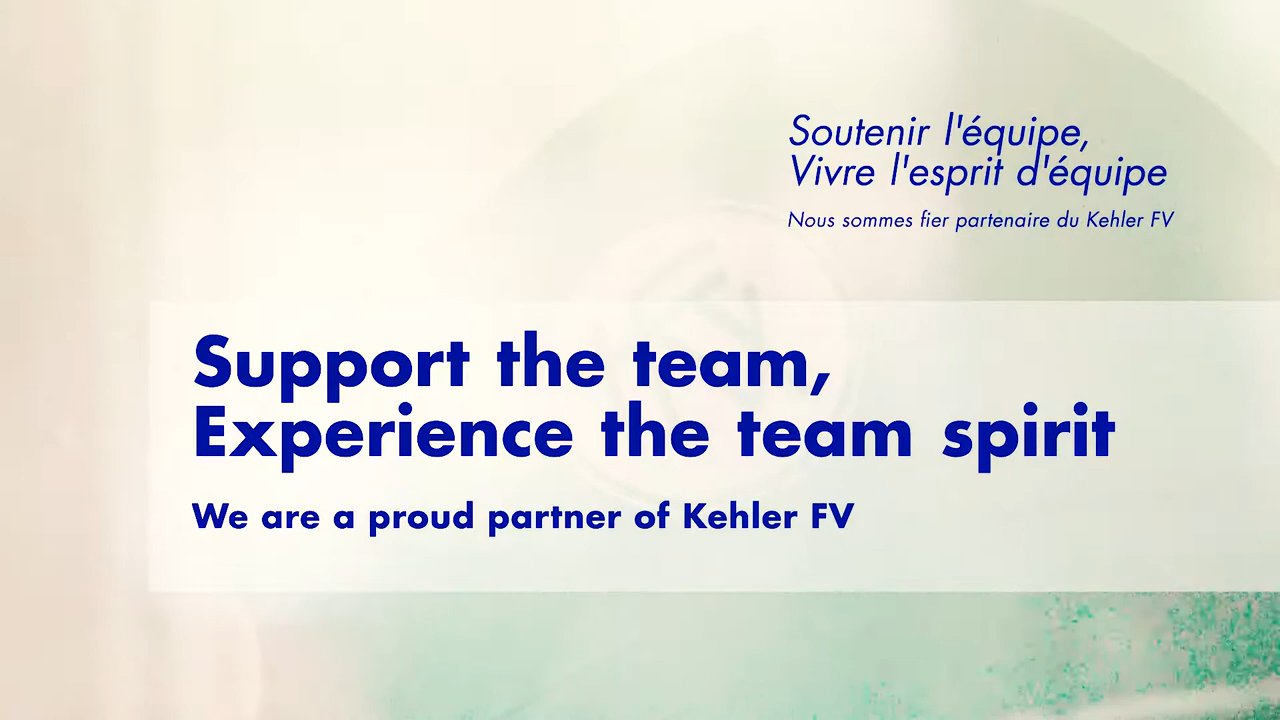 Soutenir l'équipe,
Vivre l'esprit d'équipe
Nous sommes fier partenaire du Kehler FV
Support the team,
Experience the team spirit
We are a proud partner of Kehler FV